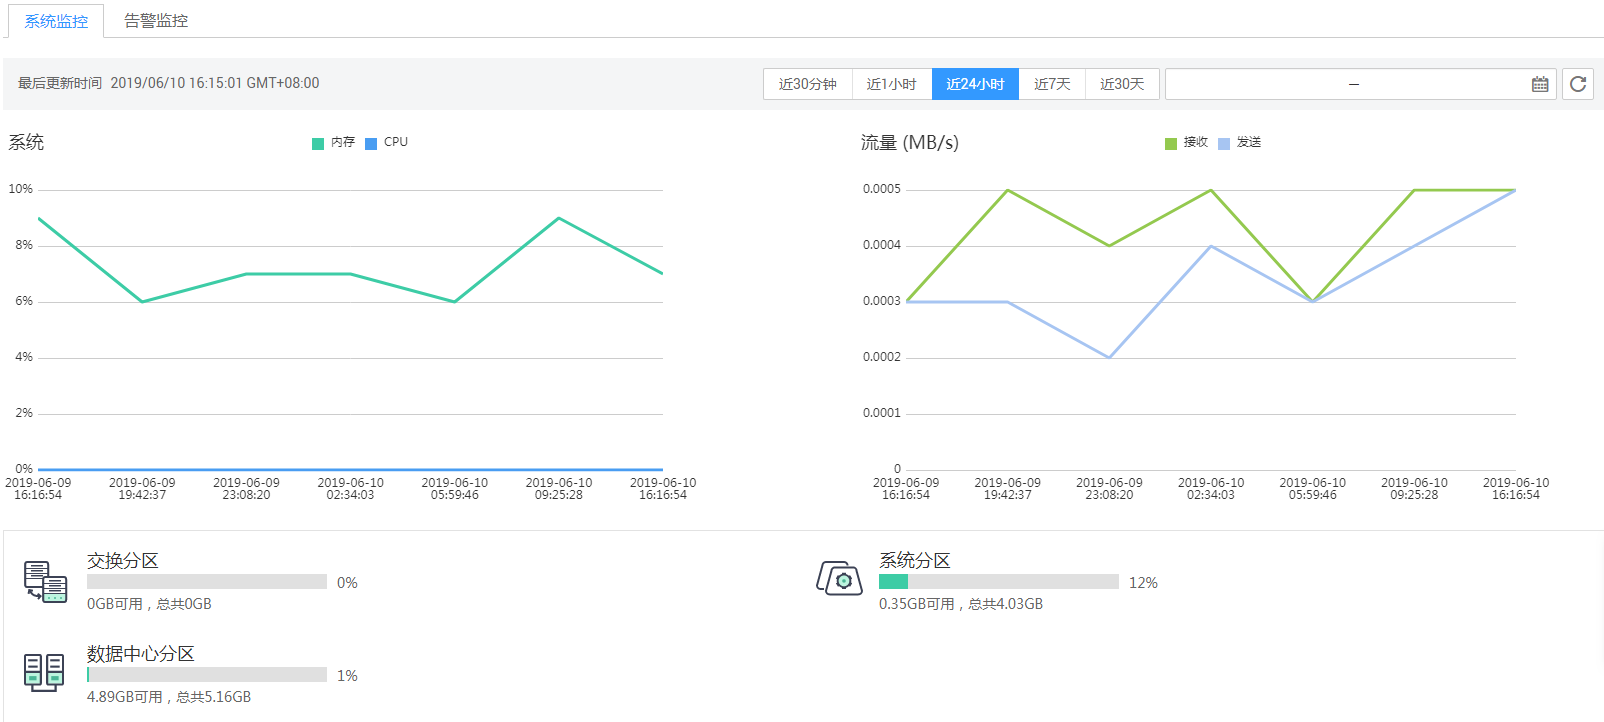 系统监控 告警监控
最后更新时间 2019/06/10 16:15:01 GMT+08:00 近30分钟 近1小时 近24小时 近7天 近30天 –
系统 内存 CPU
10%
8%
6%
4%
2%
0%
2019-06-09 2019-06-09 2019-06-09 2019-06-10 2019-06-10 2019-06-10 2019-06-10
16:16:54 19:42:37 23:08:20 02:34:03 05:59:46 09:25:28 16:16:54
流量 (MB/s) 接收 发送
0.0005
0.0004
0.0003
0.0002
0.0001
0
2019-06-09 2019-06-09 2019-06-09 2019-06-10 2019-06-10 2019-06-10 2019-06-10
16:16:54 19:42:37 23:08:20 02:34:03 05:59:46 09:25:28 16:16:54
交换分区
0%
0GB可用，总共0GB
系统分区
12%
0.35GB可用，总共4.03GB
数据中心分区
1%
4.89GB可用，总共5.16GB